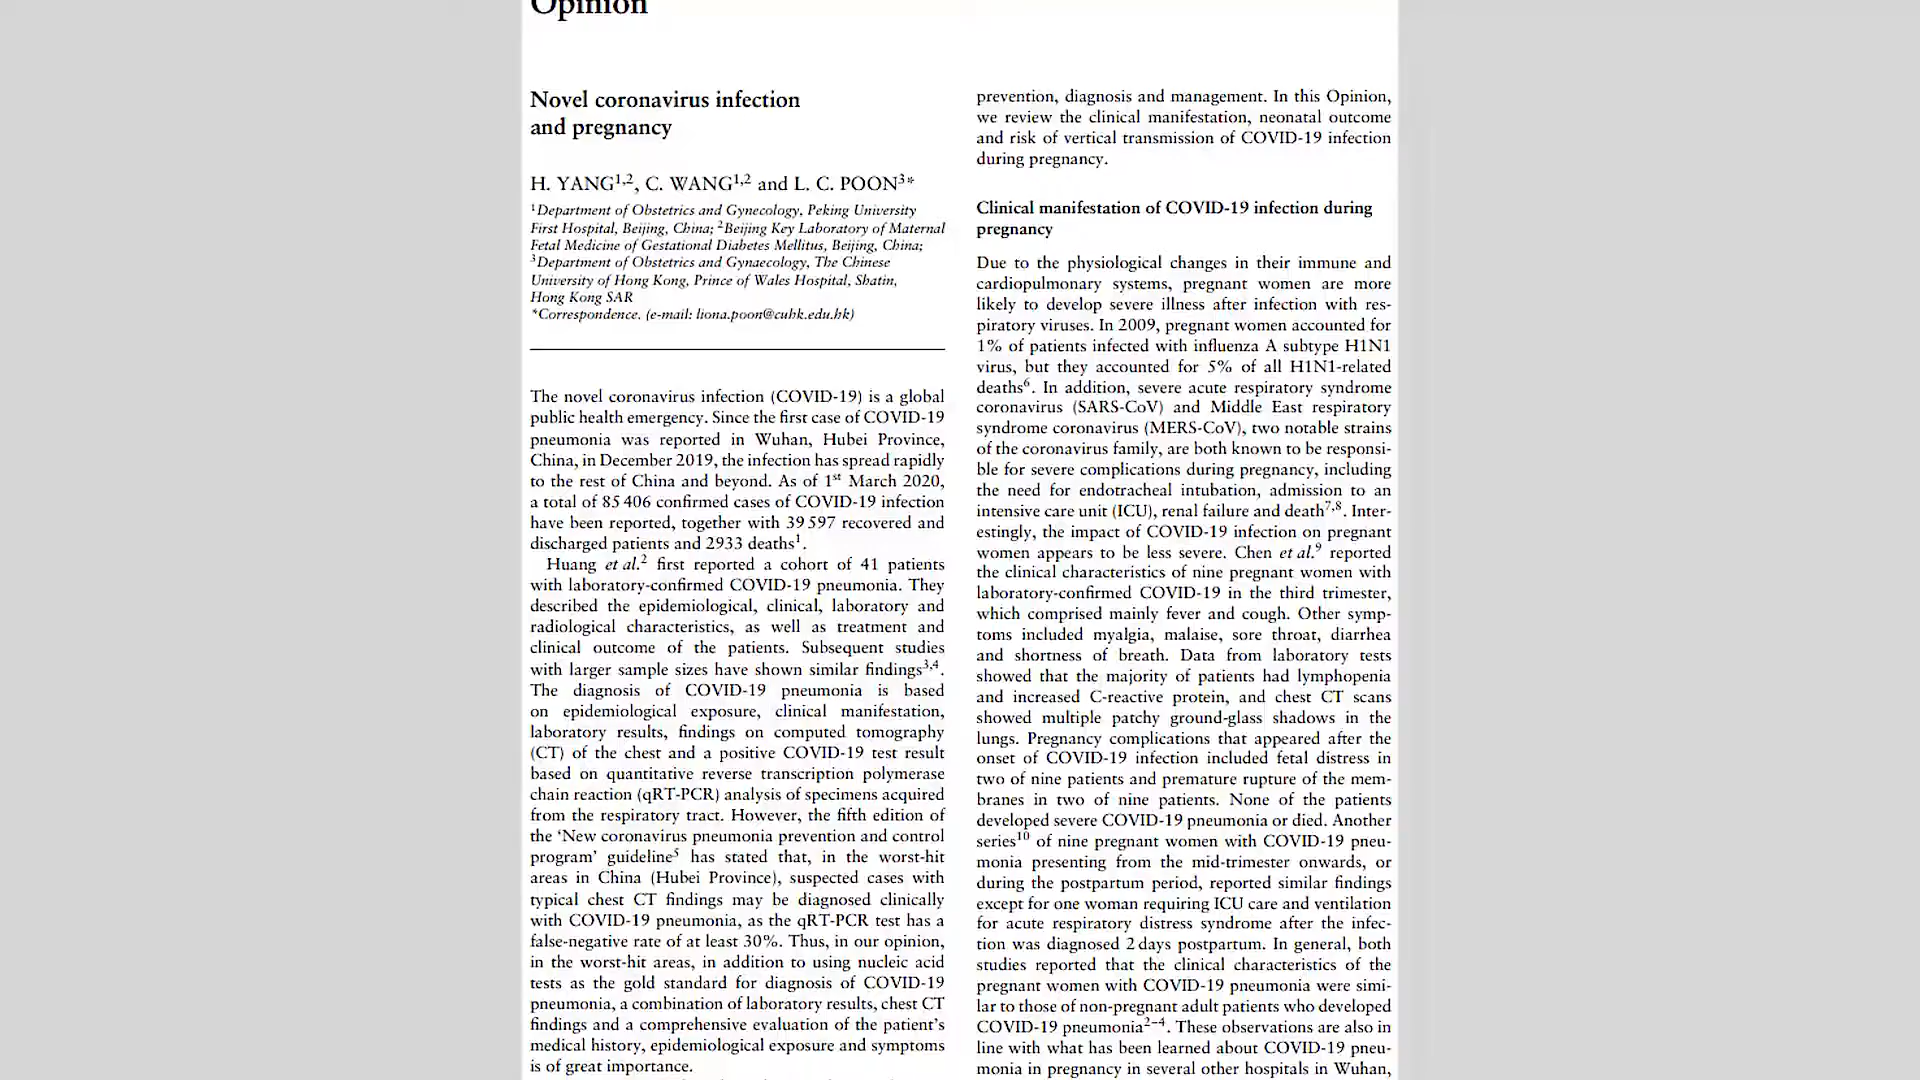 Opinion
Novel coronavirus infection
and pregnancy
H. YANG1,2, C. WANG1,2 and L. C. POON3*
1Department of Obstetrics and Gynecology, Peking University
First Hospital, Beijing, China; 2Beijing Key Laboratory of Maternal
Fetal Medicine of Gestational Diabetes Mellitus, Beijing, China;
3Department of Obstetrics and Gynaecology, The Chinese
University of Hong Kong, Prince of Wales Hospital, Shatin,
Hong Kong SAR
*Correspondence. (e-mail: liona.poon@cuhk.edu.hk)
The novel coronavirus infection (COVID-19) is a global
public health emergency. Since the first case of COVID-19
pneumonia was reported in Wuhan, Hubei Province,
China, in December 2019, the infection has spread rapidly
to the rest of China and beyond. As of 1st March 2020,
a total of 85 406 confirmed cases of COVID-19 infection
have been reported, together with 39 597 recovered and
discharged patients and 2933 deaths1.
Huang et al.2 first reported a cohort of 41 patients
with laboratory-confirmed COVID-19 pneumonia. They
described the epidemiological, clinical, laboratory and
radiological characteristics, as well as treatment and
clinical outcome of the patients. Subsequent studies
with larger sample sizes have shown similar findings3,4.
The diagnosis of COVID-19 pneumonia is based
on epidemiological exposure, clinical manifestation,
laboratory results, findings on computed tomography
(CT) of the chest and a positive COVID-19 test result
based on quantitative reverse transcription polymerase
chain reaction (qRT-PCR) analysis of specimens acquired
from the respiratory tract. However, the fifth edition of
the ‘New coronavirus pneumonia prevention and control
program’ guideline5 has stated that, in the worst-hit
areas in China (Hubei Province), suspected cases with
typical chest CT findings may be diagnosed clinically
with COVID-19 pneumonia, as the qRT-PCR test has a
false-negative rate of at least 30%. Thus, in our opinion,
in the worst-hit areas, in addition to using nucleic acid
tests as the gold standard for diagnosis of COVID-19
pneumonia, a combination of laboratory results, chest CT
findings and a comprehensive evaluation of the patient’s
medical history, epidemiological exposure and symptoms
is of great importance.
prevention, diagnosis and management. In this Opinion,
we review the clinical manifestation, neonatal outcome
and risk of vertical transmission of COVID-19 infection
during pregnancy.
Clinical manifestation of COVID-19 infection during
pregnancy
Due to the physiological changes in their immune and
cardiopulmonary systems, pregnant women are more
likely to develop severe illness after infection with res-
piratory viruses. In 2009, pregnant women accounted for
1% of patients infected with influenza A subtype H1N1
virus, but they accounted for 5% of all H1N1-related
deaths6. In addition, severe acute respiratory syndrome
coronavirus (SARS-CoV) and Middle East respiratory
syndrome coronavirus (MERS-CoV), two notable strains
of the coronavirus family, are both known to be responsi-
ble for severe complications during pregnancy, including
the need for endotracheal intubation, admission to an
intensive care unit (ICU), renal failure and death7,8. Inter-
estingly, the impact of COVID-19 infection on pregnant
women appears to be less severe. Chen et al.9 reported
the clinical characteristics of nine pregnant women with
laboratory-confirmed COVID-19 in the third trimester,
which comprised mainly fever and cough. Other symp-
toms included myalgia, malaise, sore throat, diarrhea
and shortness of breath. Data from laboratory tests
showed that the majority of patients had lymphopenia
and increased C-reactive protein, and chest CT scans
showed multiple patchy ground-glass shadows in the
lungs. Pregnancy complications that appeared after the
onset of COVID-19 infection included fetal distress in
two of nine patients and premature rupture of the mem-
branes in two of nine patients. None of the patients
developed severe COVID-19 pneumonia or died. Another
series10 of nine pregnant women with COVID-19 pneu-
monia presenting from the mid-trimester onwards, or
during the postpartum period, reported similar findings
except for one woman requiring ICU care and ventilation
for acute respiratory distress syndrome after the infec-
tion was diagnosed 2 days postpartum. In general, both
studies reported that the clinical characteristics of the
pregnant women with COVID-19 pneumonia were simi-
lar to those of non-pregnant adult patients who developed
COVID-19 pneumonia2–4. These observations are also in
line with what has been learned about COVID-19 pneu-
monia in pregnancy in several other hospitals in Wuhan,